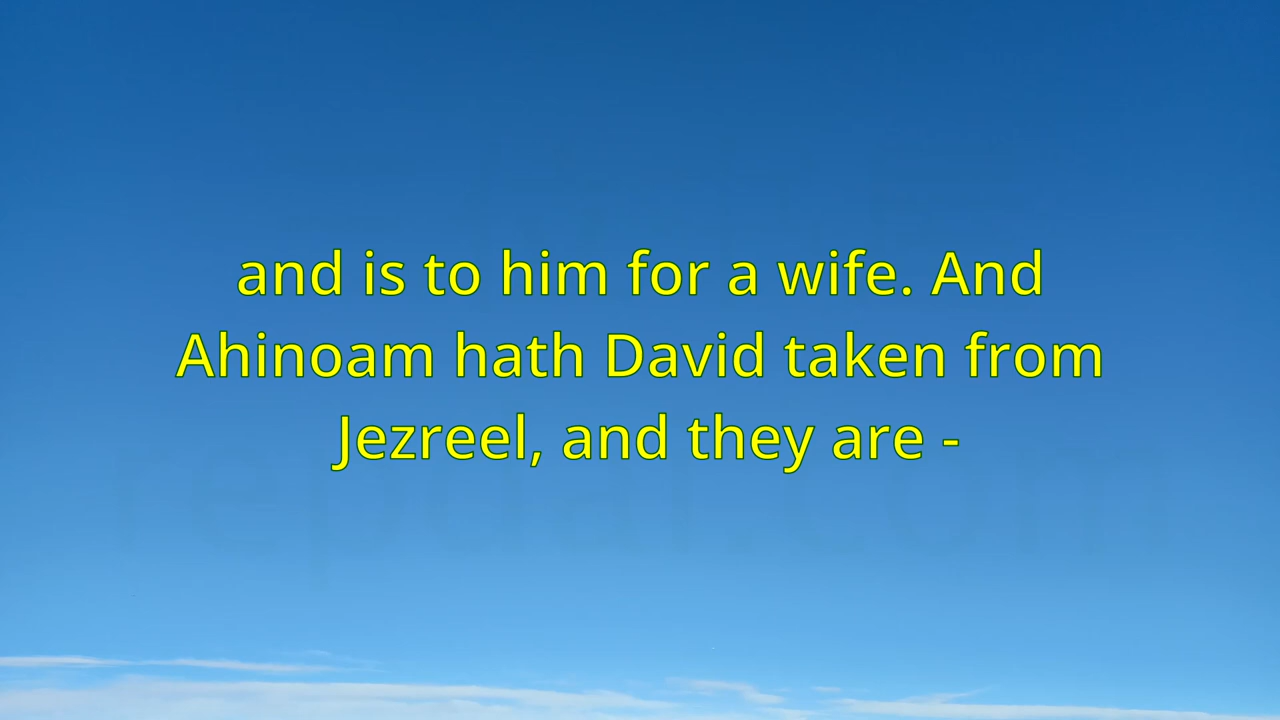 and is to him for a wife. And
Ahinoam hath David taken from
Jezreel, and they are -